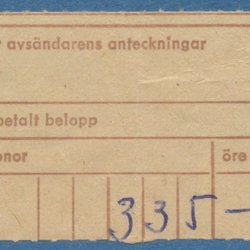 avsändarens anteckningar
betalt belopp
onor öre
335-